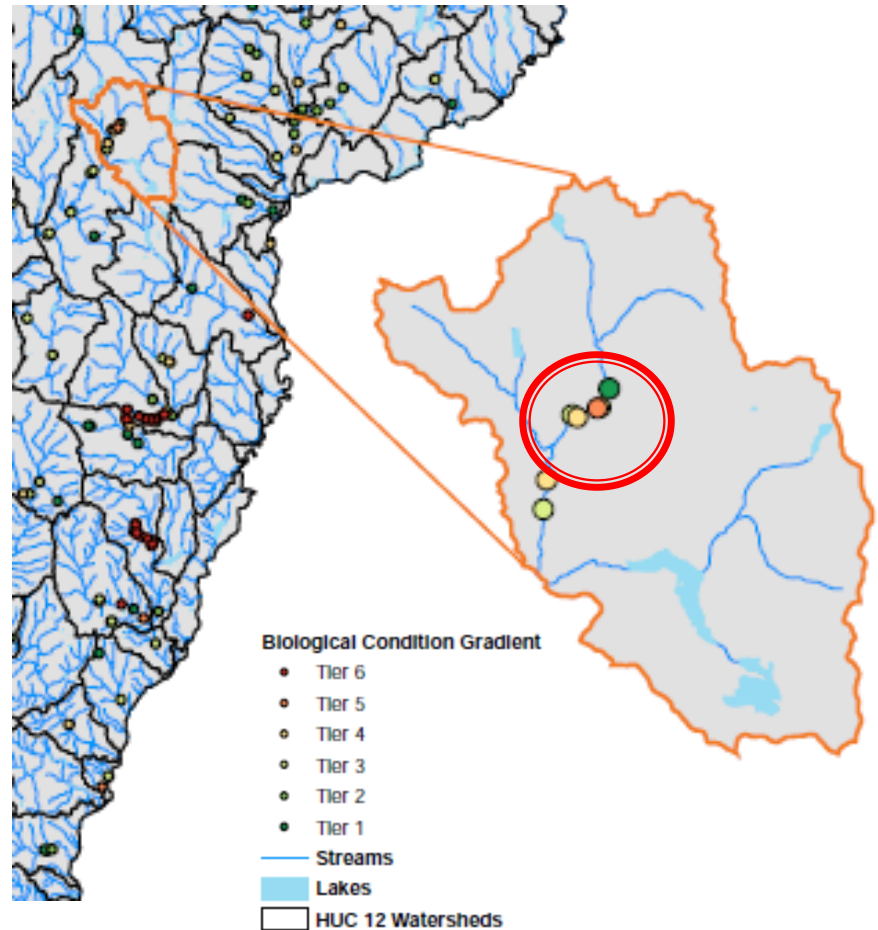 Biological Condition Gradient
Tier 6
Tier 5
Tier 4
Tier 3
Tier 2
Tier 1
Streams
Lakes
HUC 12 Watersheds